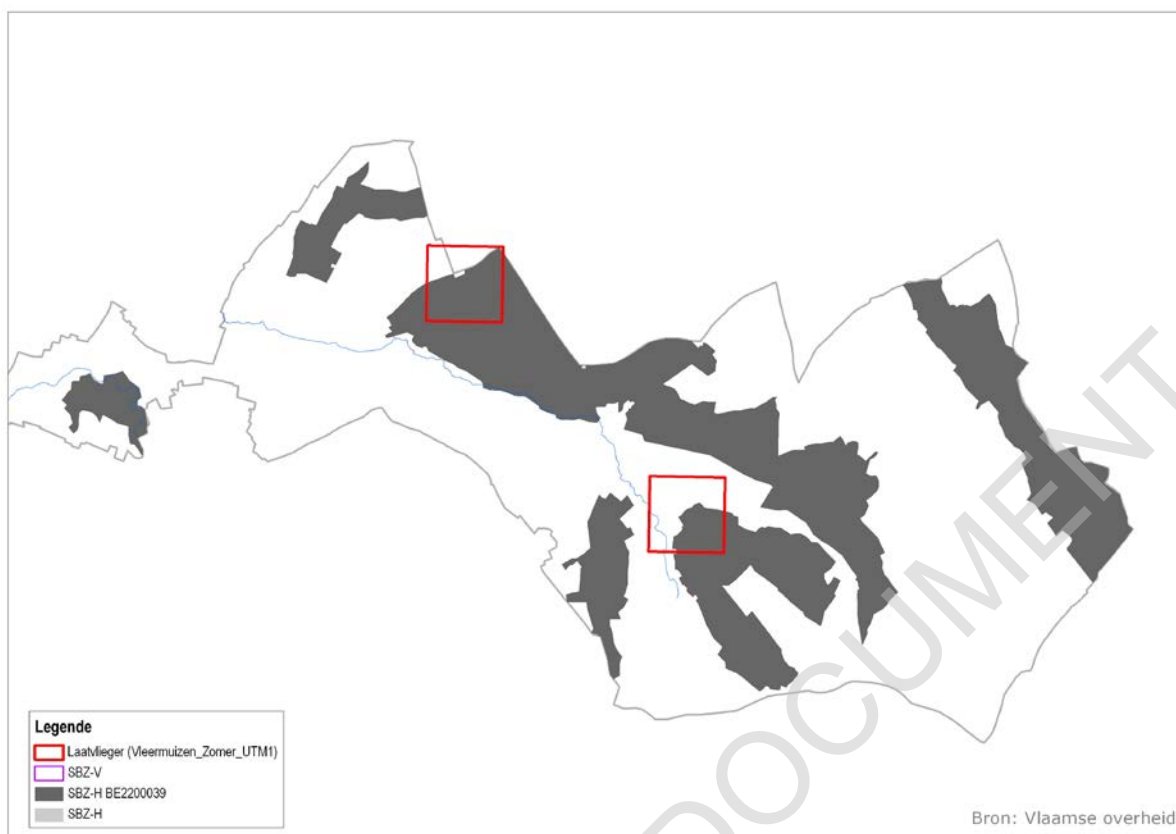 DOCUMENT
Legende
Laatvlieger (Vleermuizen_Zomer_UTM1)
SBZ-V
SBZ-H BE2200039
SBZ-H
Bron: Vlaamse overheid